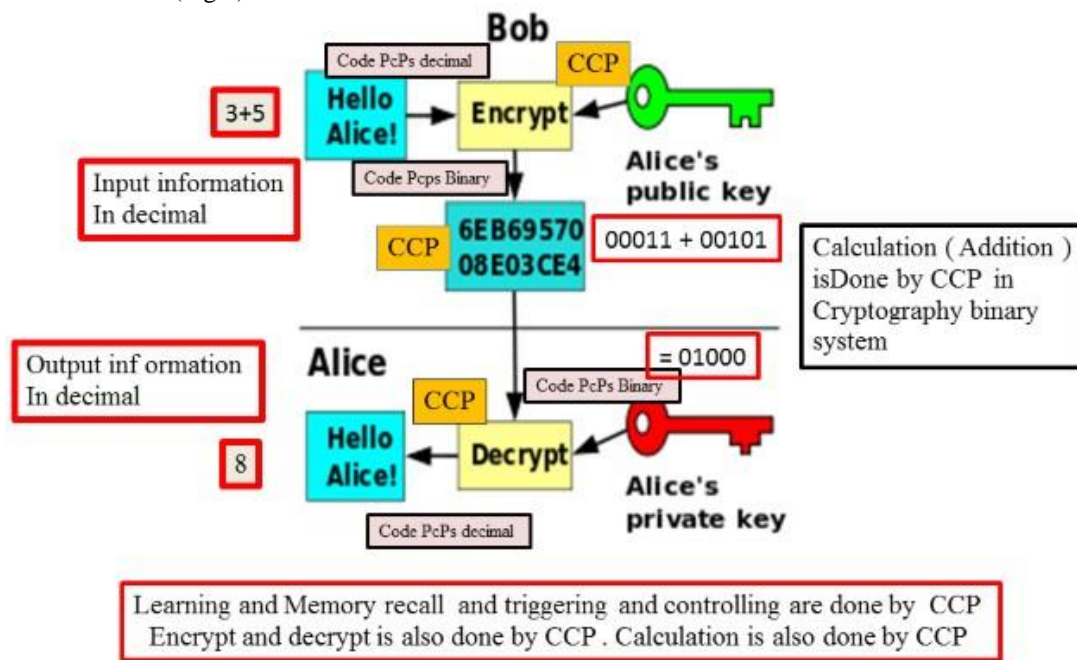 Bob
Code PcPs decimal
CCP
3+5
Hello
Alice!
Encrypt
Alice's
public key
Input information
In decimal
Code Pcps Binary
CCP
6EB69570
08E03CE4
00011 + 00101
Calculation ( Addition )
isDone by CCP in
Cryptography binary
system
Output inf ormation
In decimal
Alice
= 01000
Code PcPs Binary
CCP
8
Hello
Alice!
Decrypt
Alice's
private key
Code PcPs decimal
Learning and Memory recall and triggering and controlling are done by CCP
Encrypt and decrypt is also done by CCP . Calculation is also done by CCP